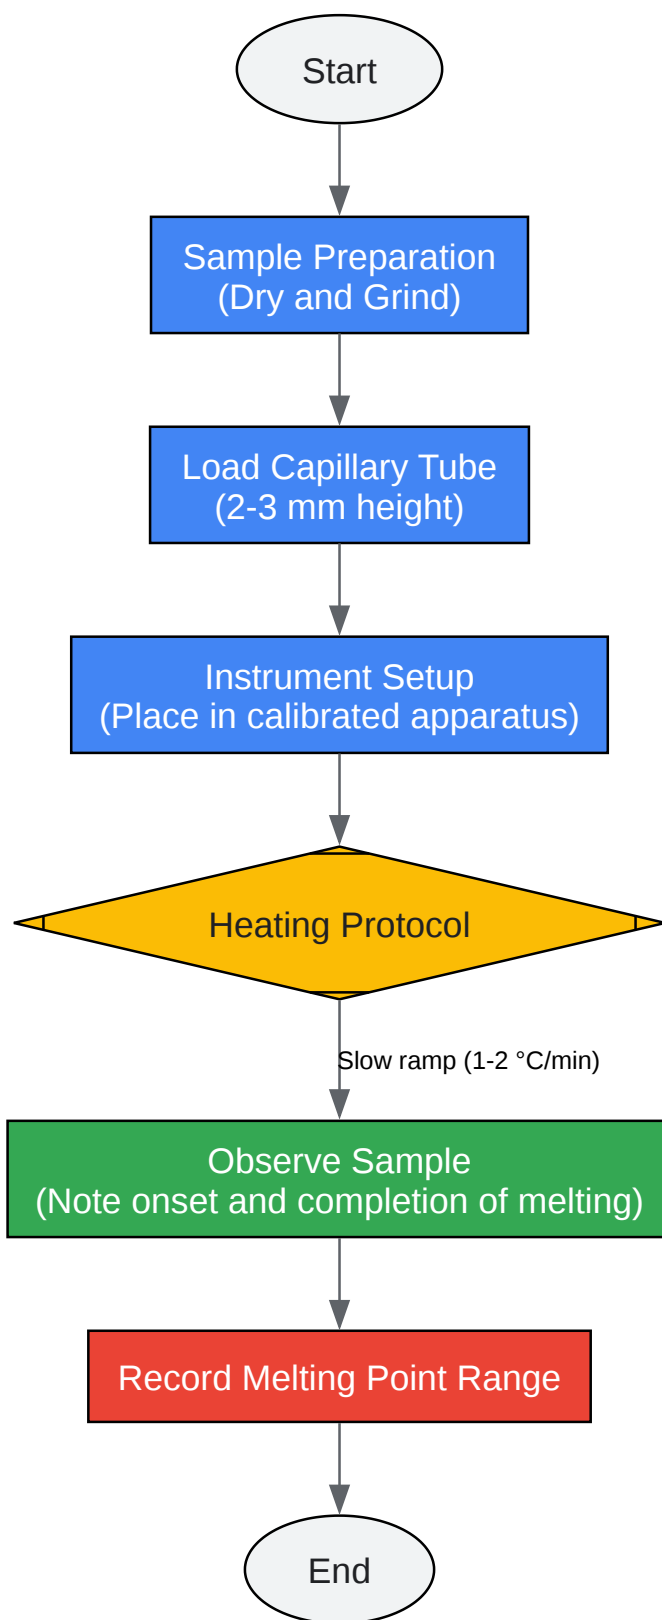 Start
Sample Preparation
(Dry and Grind)
Load Capillary Tube
(2-3 mm height)
Instrument Setup
(Place in calibrated apparatus)
Heating Protocol
Slow ramp (1-2 °C/min)
Observe Sample
(Note onset and completion of melting)
Record Melting Point Range
End